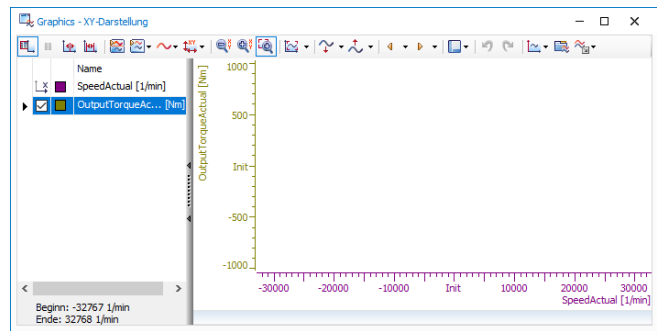 Graphics - XY-Darstellung
Name
SpeedActual [1/min]
OutputTorqueAc... [Nm]
OutputTorqueActual [Nm]
1000
500
Init
-500
-1000
-30000 -20000 -10000 Init 10000 20000 30000
SpeedActual [1/min]
Beginn: -32767 1/min
Ende: 32768 1/min